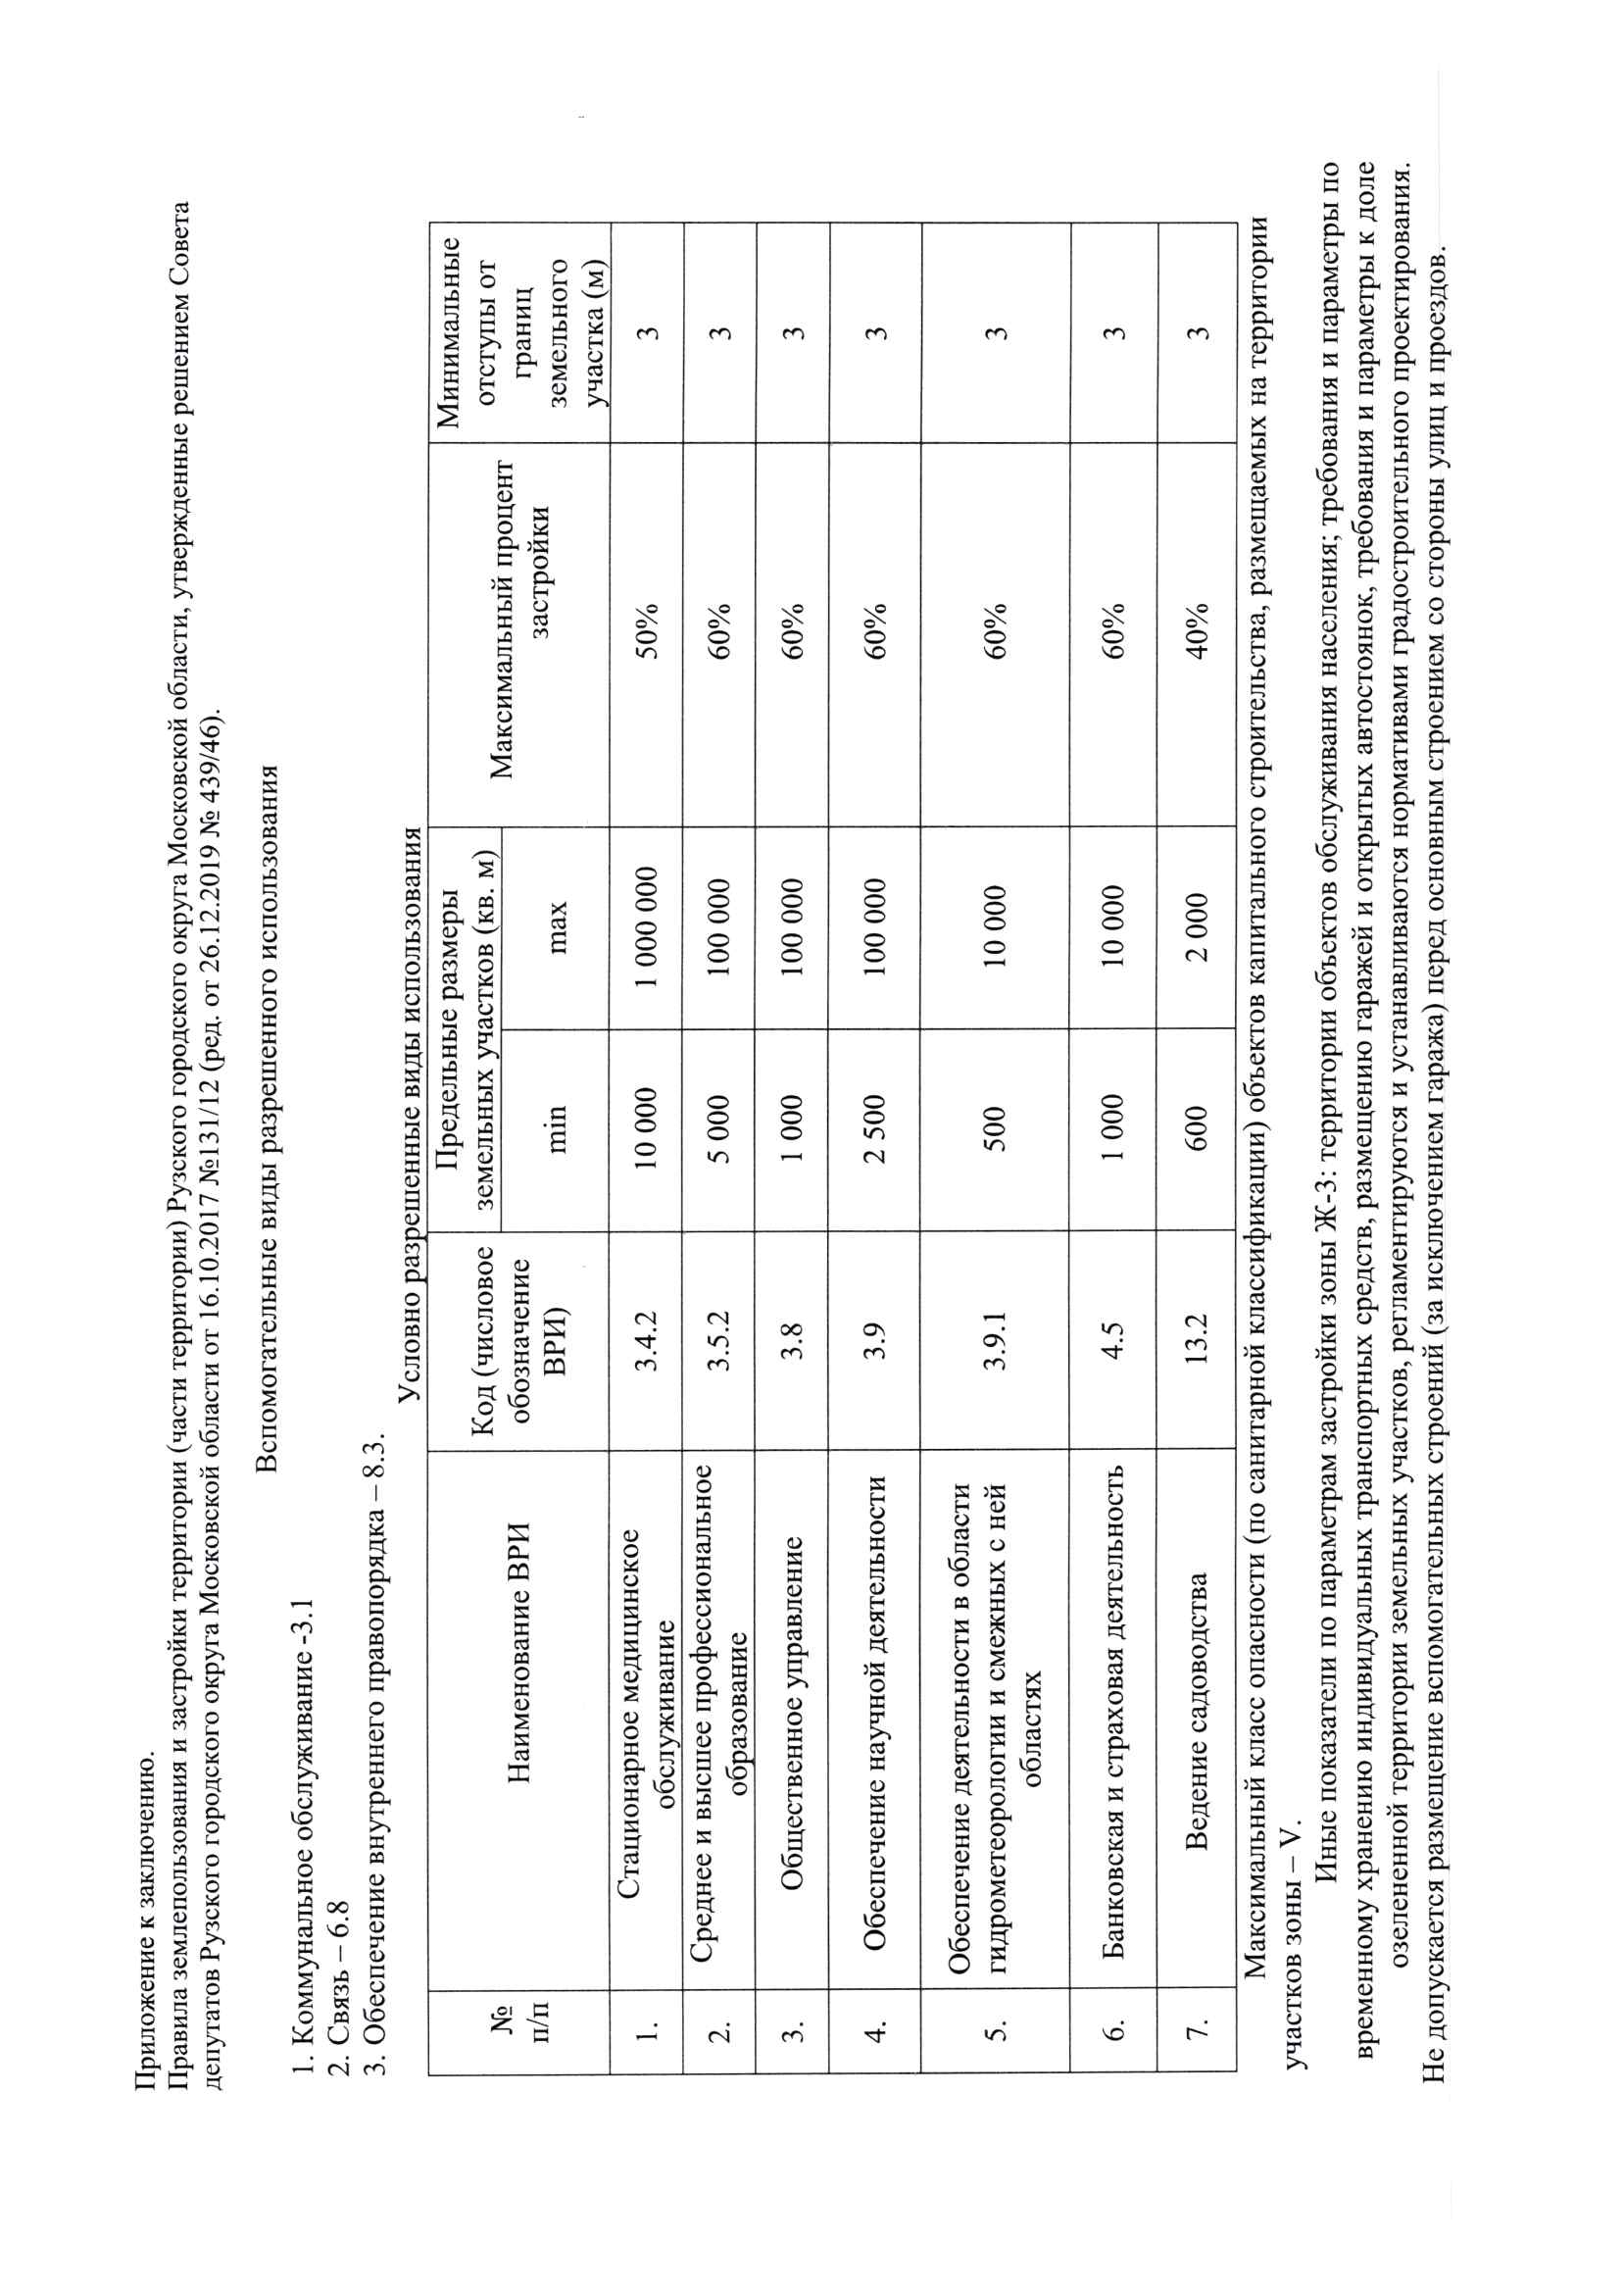 Приложение к заключению.
Правила землепользования и застройки территории (части территории) Рузского городского округа Московской области, утвержденные решением Совета
депутатов Рузского городского округа Московской области от 16.10.2017 №131/12 (ред. от 26.12.2019 № 439/46).
Вспомогательные виды разрешенного использования
1. Коммунальное обслуживание -3.1
2. Связь – 6.8
3. Обеспечение внутреннего правопорядка – 8.3.
Условно разрешенные виды использования
№ п/п Наименование ВРИ Код (числовое обозначение ВРИ) Предельные размеры земельных участков (кв. м) Максимальный процент застройки Минимальные отступы от границ земельного участка (м)
min max
1. Стационарное медицинское обслуживание 3.4.2 10 000 1 000 000 50% 3
2. Среднее и высшее профессиональное образование 3.5.2 5 000 100 000 60% 3
3. Общественное управление 3.8 1 000 100 000 60% 3
4. Обеспечение научной деятельности 3.9 2 500 100 000 60% 3
5. Обеспечение деятельности в области гидрометеорологии и смежных с ней областях 3.9.1 500 10 000 60% 3
6. Банковская и страховая деятельность 4.5 1 000 10 000 60% 3
7. Ведение садоводства 13.2 600 2 000 40% 3
Максимальный класс опасности (по санитарной классификации) объектов капитального строительства, размещаемых на территории
участков зоны – V.
Иные показатели по параметрам застройки зоны Ж-3: территории объектов обслуживания населения; требования и параметры по
временному хранению индивидуальных транспортных средств, размещению гаражей и открытых автостоянок, требования и параметры к доле
озелененной территории земельных участков, регламентируются и устанавливаются нормативами градостроительного проектирования.
Не допускается размещение вспомогательных строений (за исключением гаража) перед основным строением со стороны улиц и проездов.